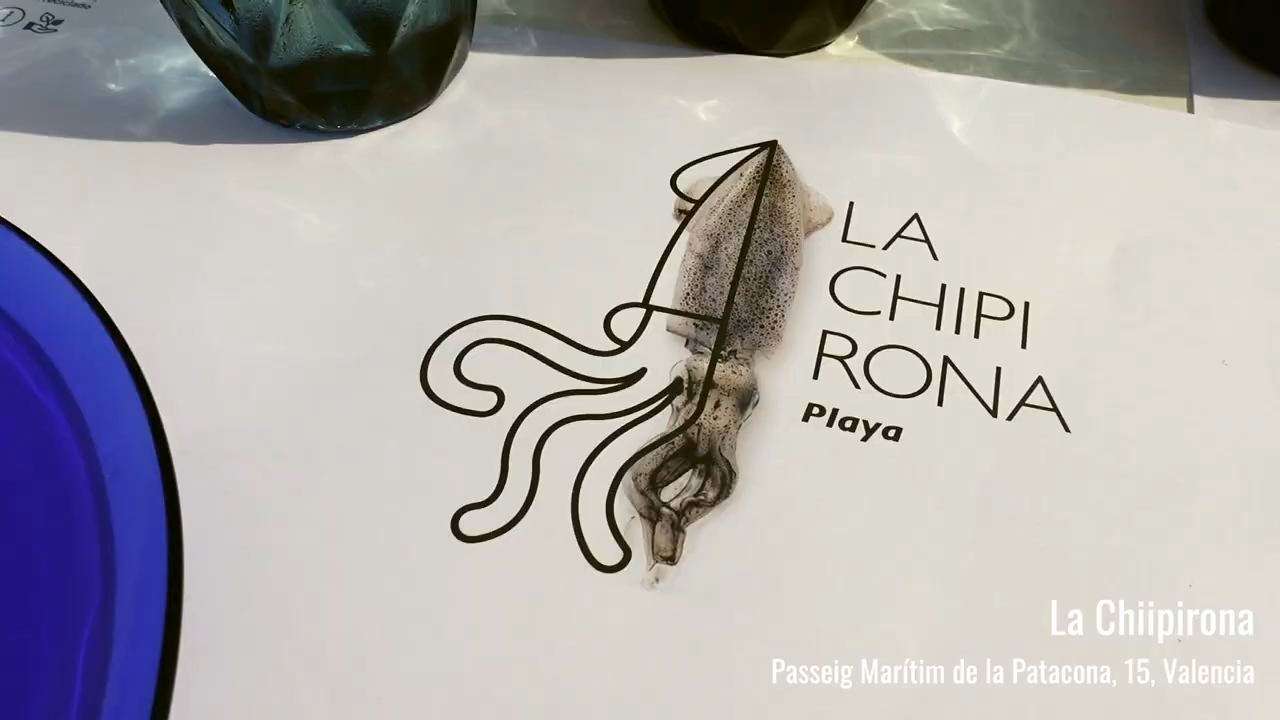 LA
CHIPI
RONA
Playa
La Chiipirona
Passeig Marítim de la Patacona, 15, Valencia